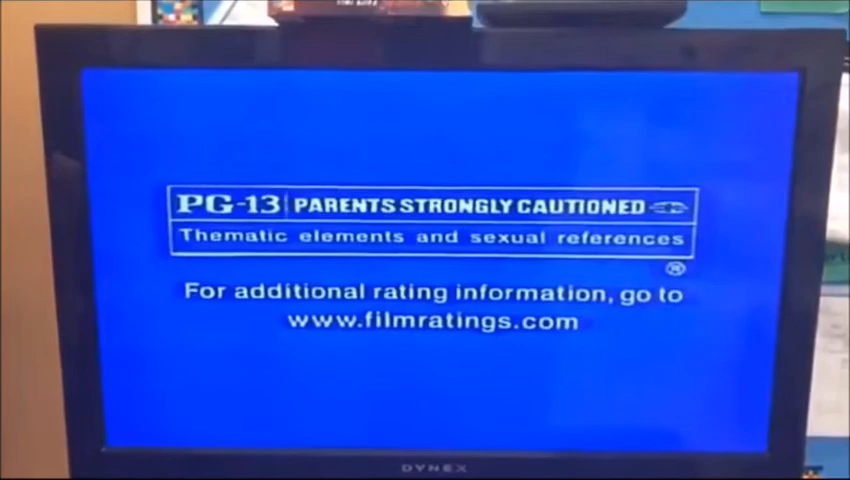 PG-13 PARENTS STRONGLY CAUTIONED
Thematic elements and sexual references
®
For additional rating information, go to
www.filmratings.com
DYNEX